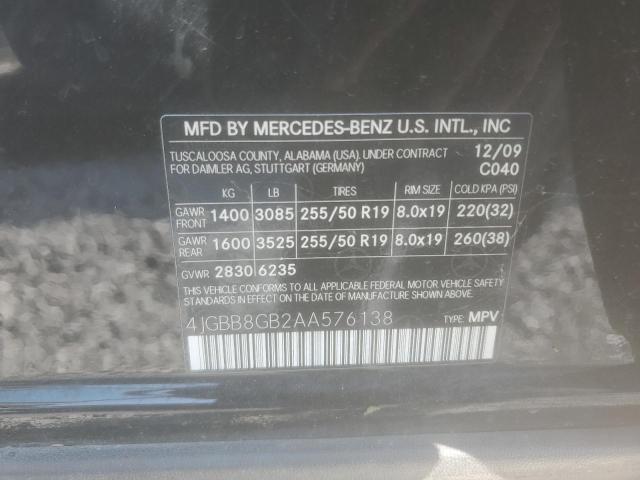 MFD BY MERCEDES-BENZ U.S. INTL., INC
TUSCALOOSA COUNTY, ALABAMA (USA). UNDER CONTRACT 12/09
FOR DAIMLER AG, STUTTGART (GERMANY) C040
KG LB TIRES RIM SIZE COLD KPA (PSI)
GAWR FRONT 1400 3085 255/50 R19 8.0x19 220(32)
GAWR REAR 1600 3525 255/50 R19 8.0x19 260(38)
GVWR 2830 6235
THIS VEHICLE CONFORMS TO ALL APPLICABLE FEDERAL MOTOR VEHICLE SAFETY
STANDARDS IN EFFECT ON THE DATE OF MANUFACTURE SHOWN ABOVE.
4JGBB8GB2AA576138 TYPE: MPV